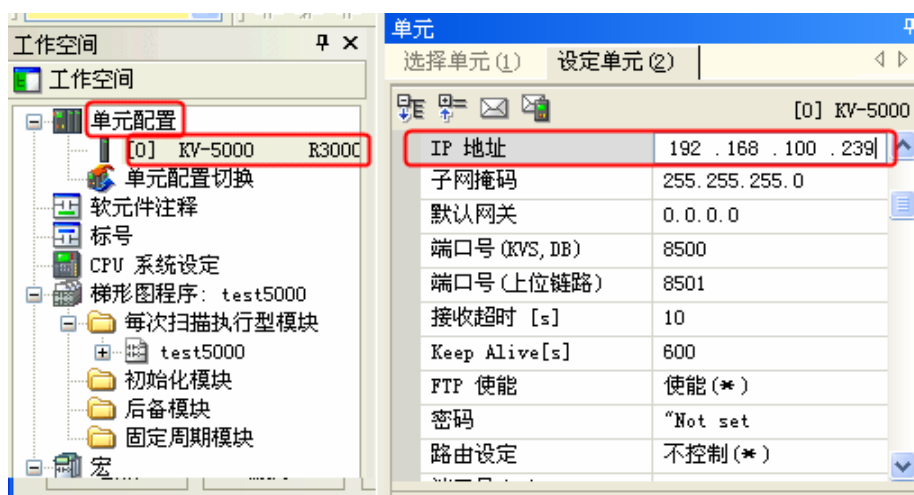 工作空间
工作空间
单元配置
[0] KV-5000 R3000
单元配置切换
软元件注释
标号
CPU 系统设定
梯形图程序: test5000
每次扫描执行型模块
test5000
初始化模块
后备模块
固定周期模块
宏
单元
选择单元(1) 设定单元(2)
[0] KV-5000
IP 地址 192 .168 .100 .239
子网掩码 255.255.255.0
默认网关 0.0.0.0
端口号(KVS,DB) 8500
端口号(上位链路) 8501
接收超时 [s] 10
Keep Alive[s] 600
FTP 使能 使能(*)
密码 "Not set
路由设定 不控制(*)